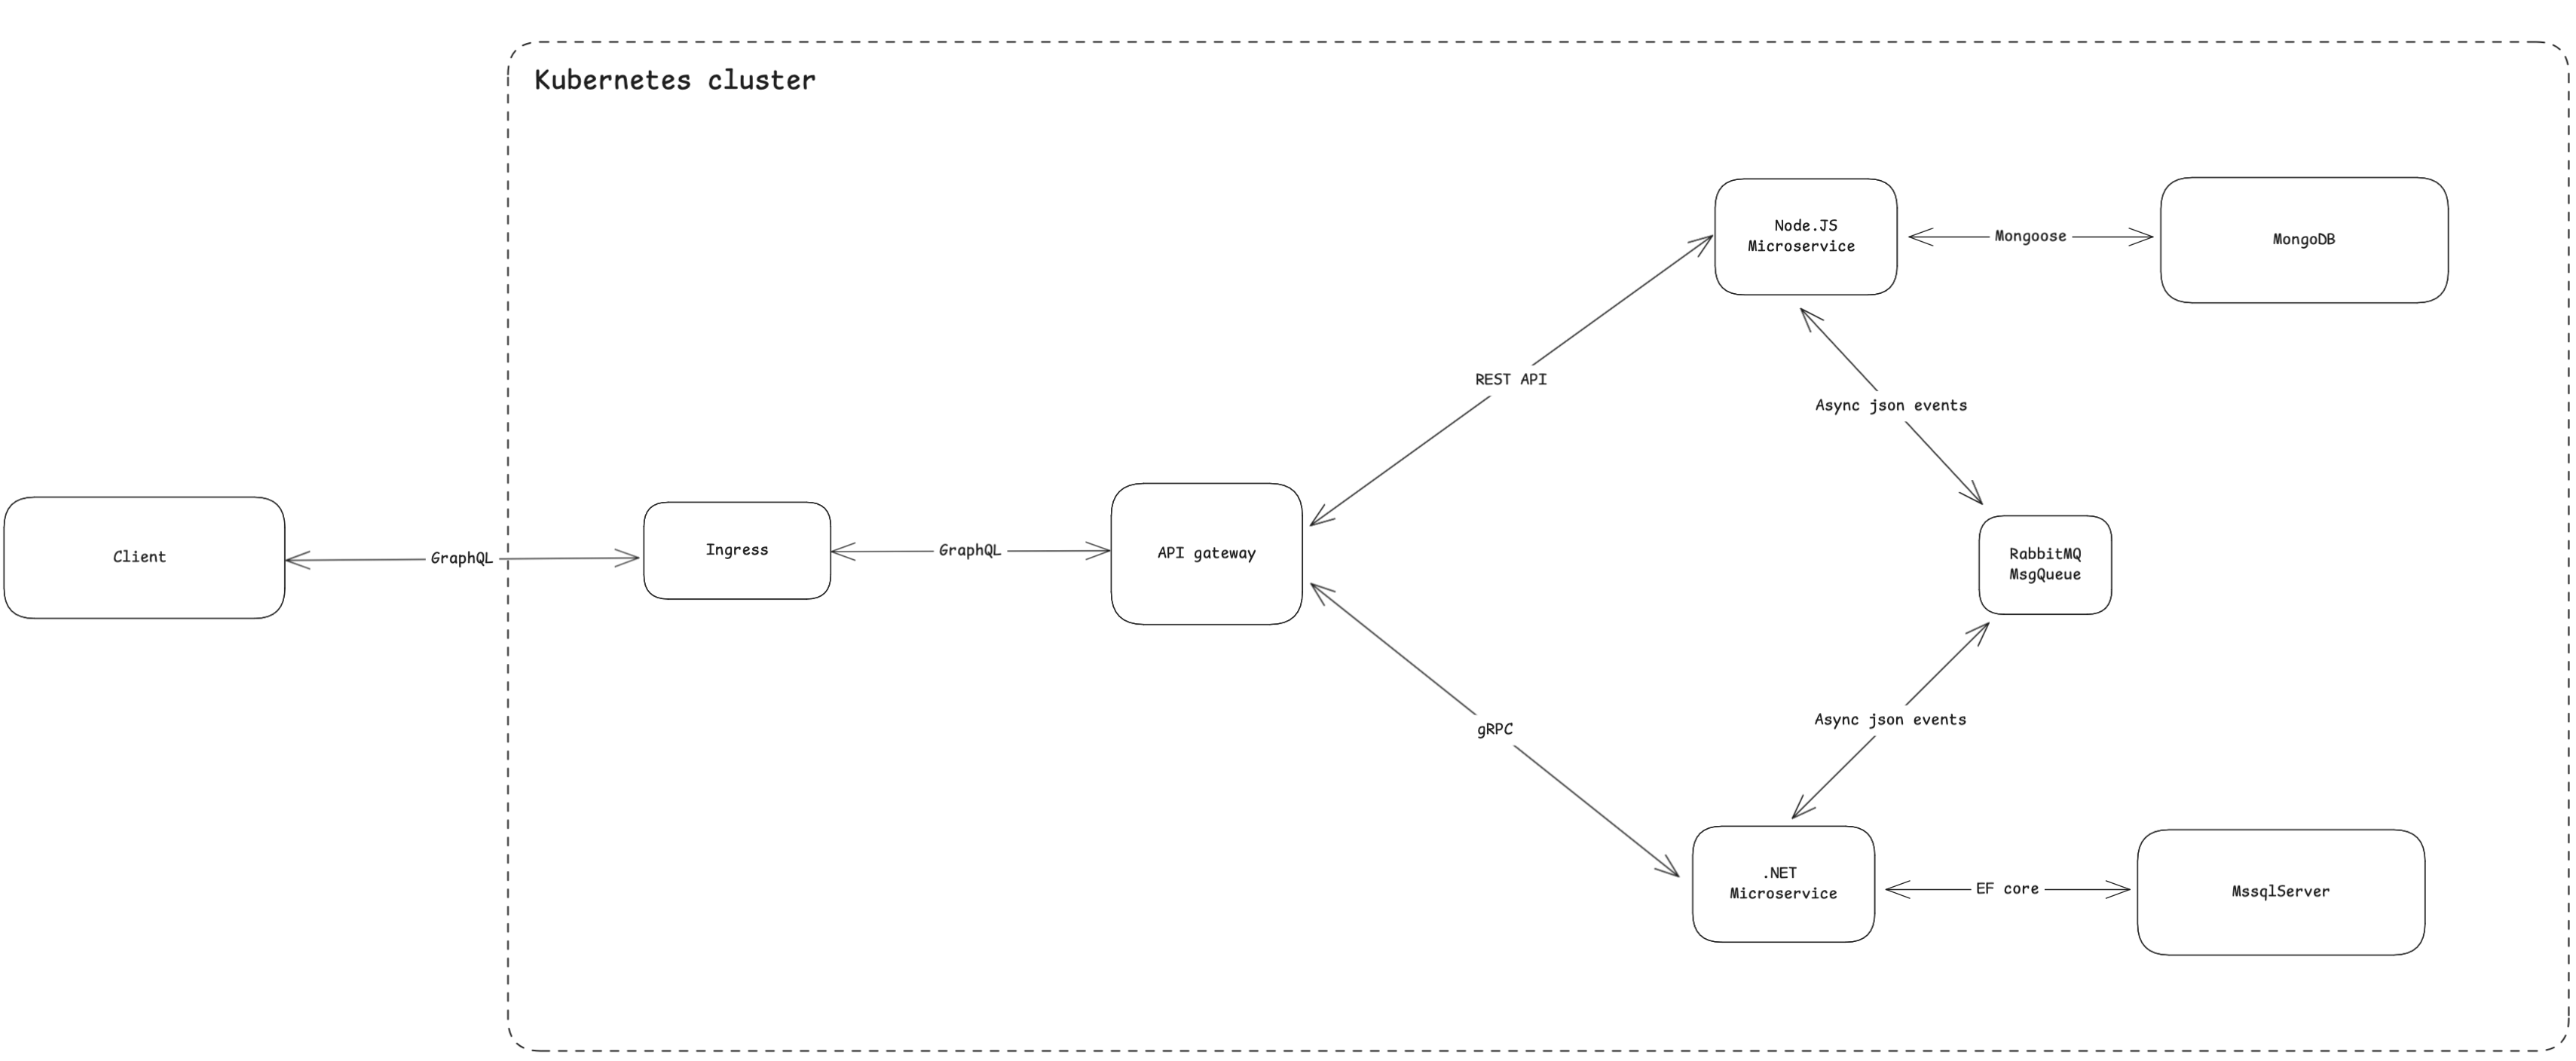 Kubernetes cluster
Node.JS
Microservice
Mongoose
MongoDB
REST API
Async json events
Client
GraphQL
Ingress
GraphQL
API gateway
RabbitMQ
MsgQueue
gRPC
Async json events
.NET
Microservice
EF core
MssqlServer